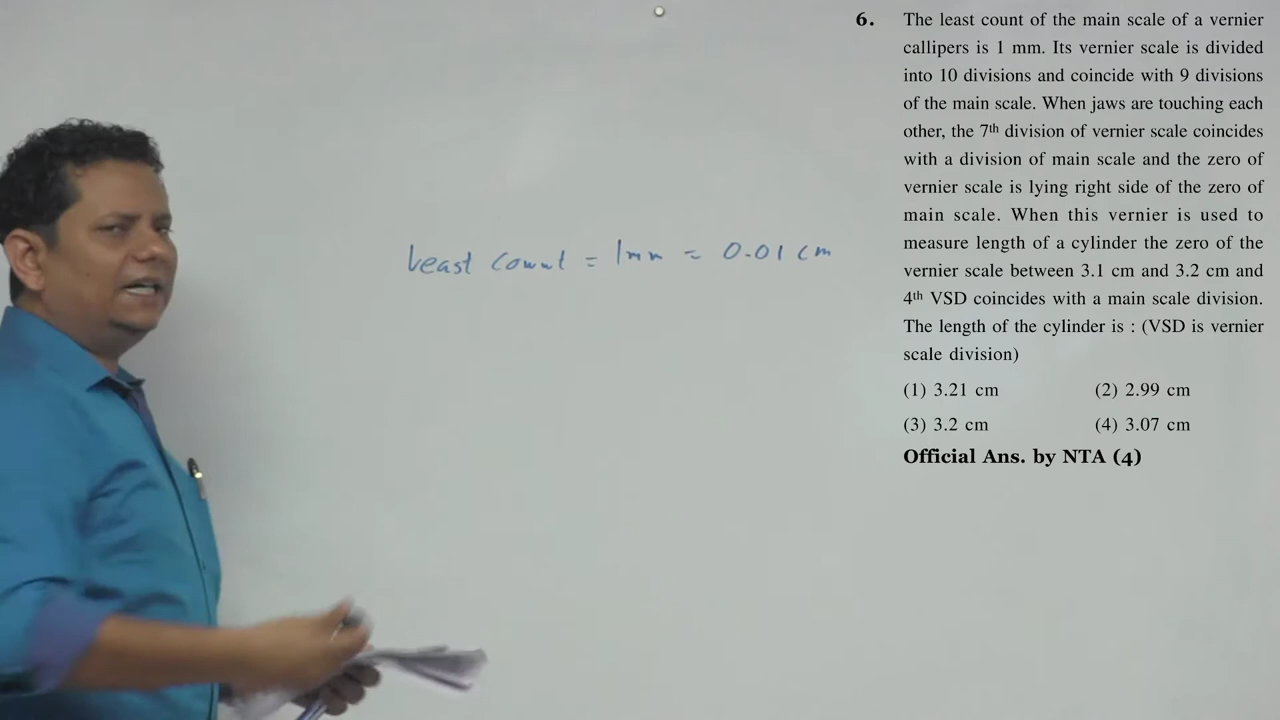 Least count = 1mm = 0.01 cm
6. The least count of the main scale of a vernier
callipers is 1 mm. Its vernier scale is divided
into 10 divisions and coincide with 9 divisions
of the main scale. When jaws are touching each
other, the 7th division of vernier scale coincides
with a division of main scale and the zero of
vernier scale is lying right side of the zero of
main scale. When this vernier is used to
measure length of a cylinder the zero of the
vernier scale between 3.1 cm and 3.2 cm and
4th VSD coincides with a main scale division.
The length of the cylinder is : (VSD is vernier
scale division)
(1) 3.21 cm (2) 2.99 cm
(3) 3.2 cm (4) 3.07 cm
Official Ans. by NTA (4)